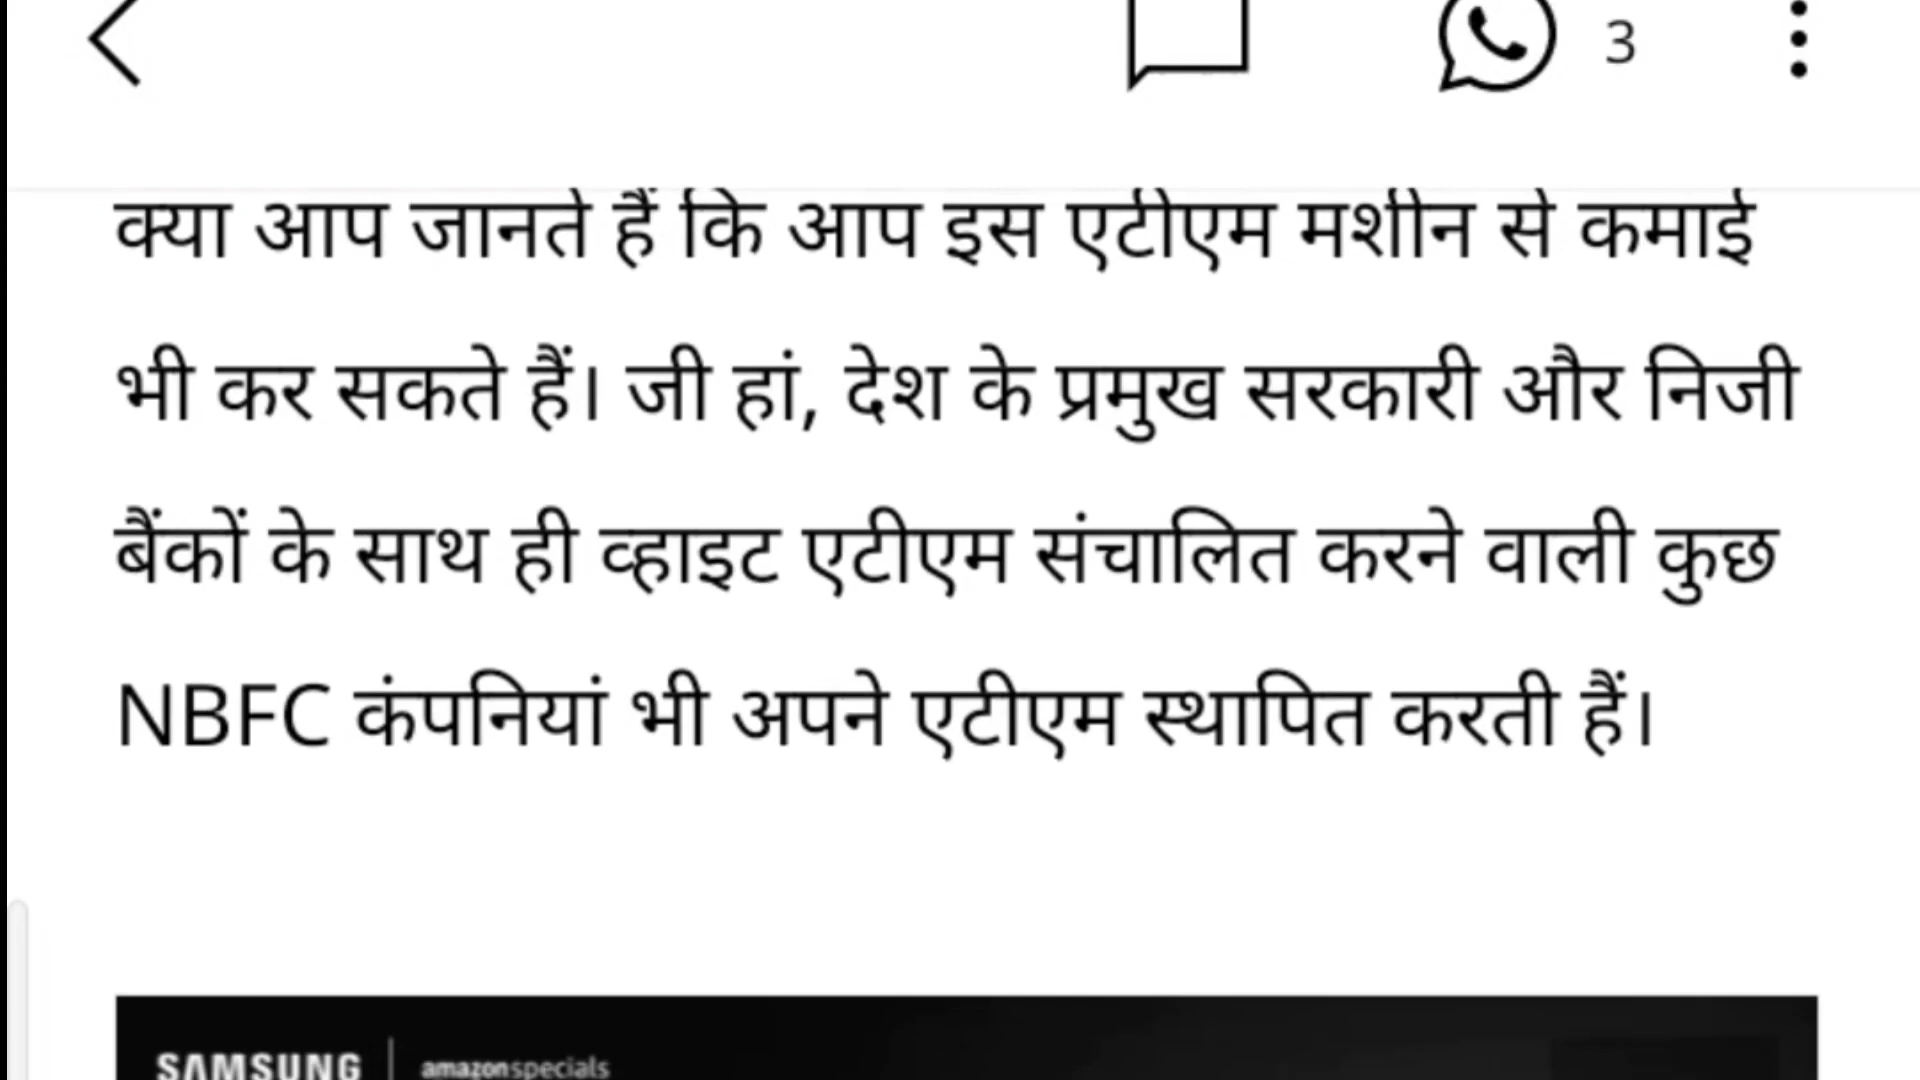 3
क्या आप जानते हैं कि आप इस एटीएम मशीन से कमाई
भी कर सकते हैं। जी हां, देश के प्रमुख सरकारी और निजी
बैंकों के साथ ही व्हाइट एटीएम संचालित करने वाली कुछ
NBFC कंपनियां भी अपने एटीएम स्थापित करती हैं।
SAMSUNG | amazonspecials